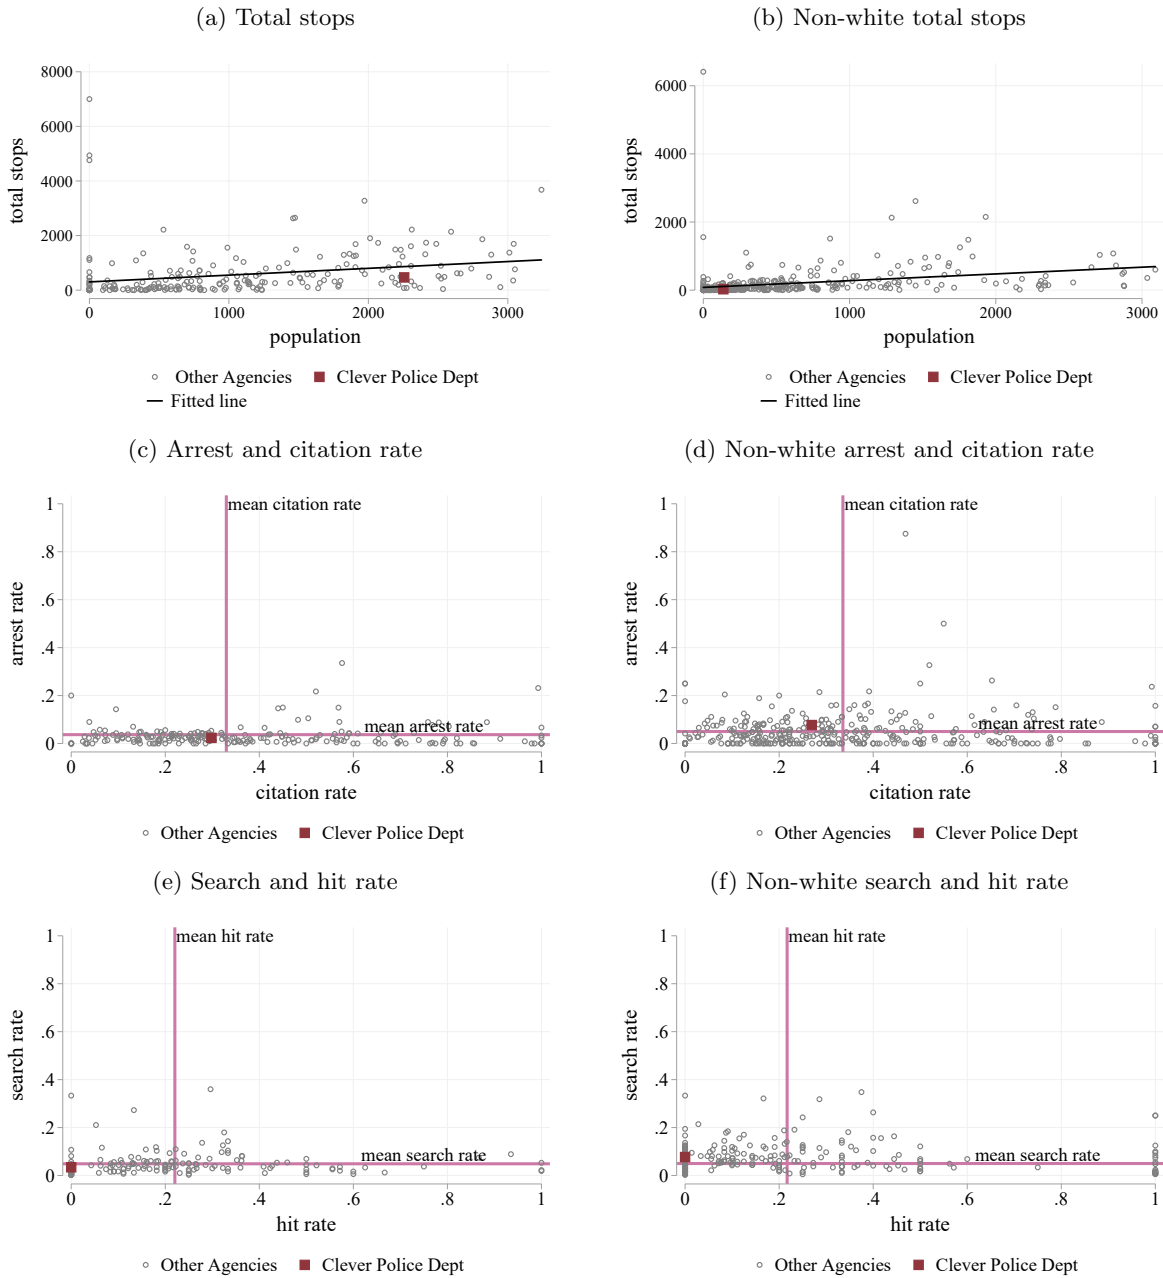 (a) Total stops
(b) Non-white total stops
8000
6000
4000
2000
0
total stops
0 1000 2000 3000
population
Other Agencies Clever Police Dept
Fitted line
6000
4000
2000
0
total stops
0 1000 2000 3000
population
Other Agencies Clever Police Dept
Fitted line
(c) Arrest and citation rate
(d) Non-white arrest and citation rate
1
.8
.6
.4
.2
0
arrest rate
mean citation rate
mean arrest rate
0 .2 .4 .6 .8 1
citation rate
Other Agencies Clever Police Dept
1
.8
.6
.4
.2
0
arrest rate
mean citation rate
mean arrest rate
0 .2 .4 .6 .8 1
citation rate
Other Agencies Clever Police Dept
(e) Search and hit rate
(f) Non-white search and hit rate
1
.8
.6
.4
.2
0
search rate
mean hit rate
mean search rate
0 .2 .4 .6 .8 1
hit rate
Other Agencies Clever Police Dept
1
.8
.6
.4
.2
0
search rate
mean hit rate
mean search rate
0 .2 .4 .6 .8 1
hit rate
Other Agencies Clever Police Dept